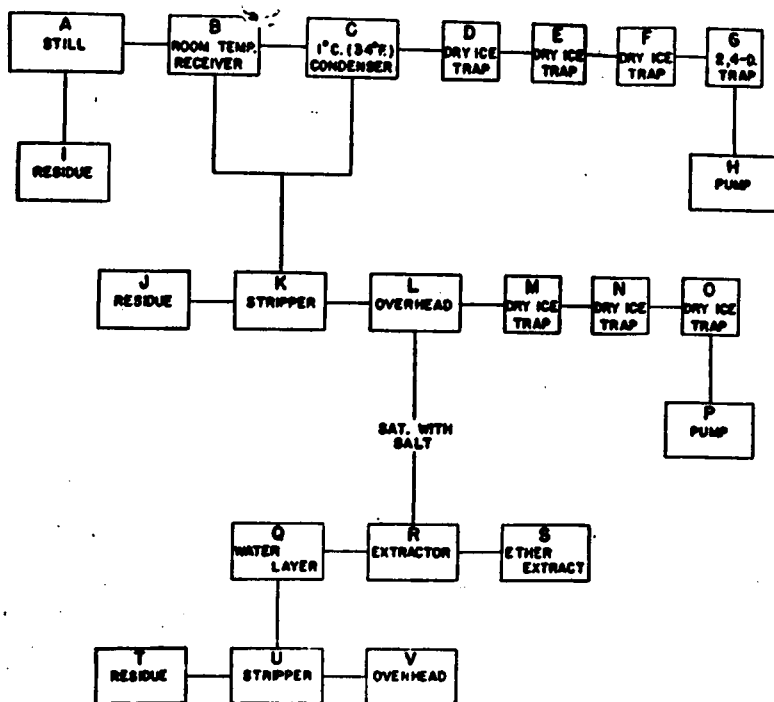 A
STILL
B
ROOM TEMP.
RECEIVER
C
1°C. (34°F.)
CONDENSER
D
DRY ICE
TRAP
E
DRY ICE
TRAP
F
DRY ICE
TRAP
G
2,4-D.
TRAP
I
RESIDUE
H
PUMP
J
RESIDUE
K
STRIPPER
L
OVERHEAD
M
DRY ICE
TRAP
N
DRY ICE
TRAP
O
DRY ICE
TRAP
P
PUMP
SAT. WITH
SALT
Q
WATER
LAYER
R
EXTRACTOR
S
ETHER
EXTRACT
T
RESIDUE
U
STRIPPER
V
OVENHEAD